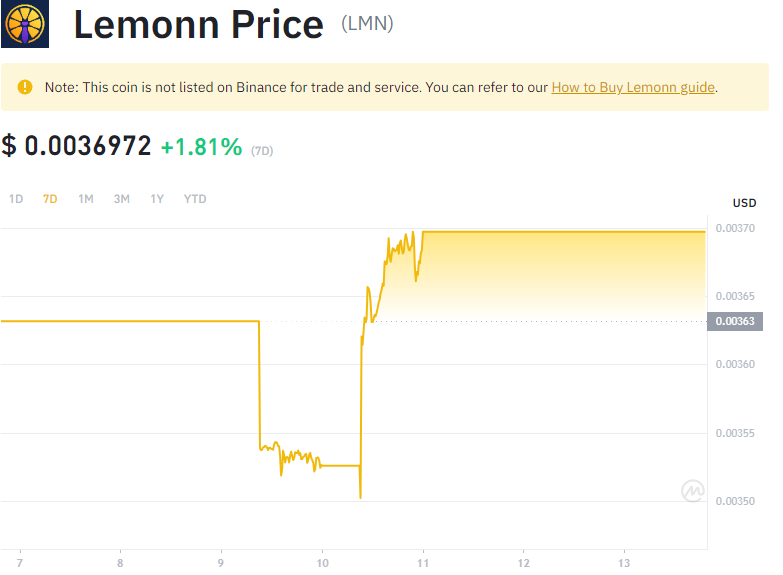 Lemonn Price (LMN)
Note: This coin is not listed on Binance for trade and service. You can refer to our How to Buy Lemonn guide.
$ 0.0036972 +1.81% (7D)
1D 7D 1M 3M 1Y YTD
USD
0.00370
0.00365
0.00363
0.00360
0.00355
0.00350
7 8 9 10 11 12 13